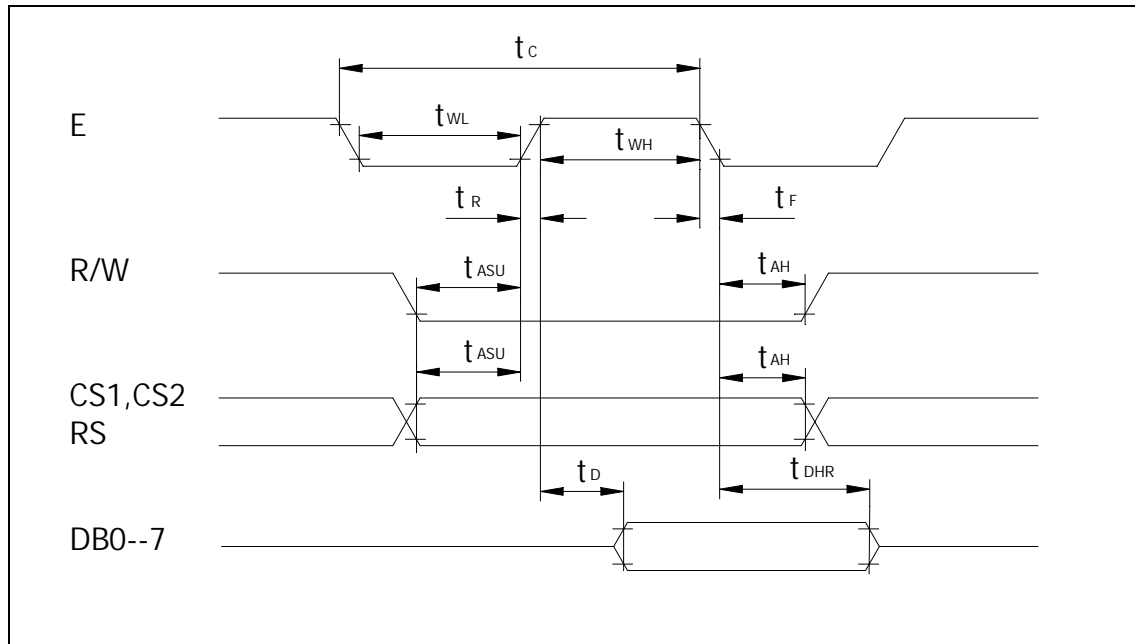 tC
E
tWL
tWH
tR
tF
R/W
tASU
tAH
tASU
tAH
CS1,CS2
RS
tD
tDHR
DB0--7